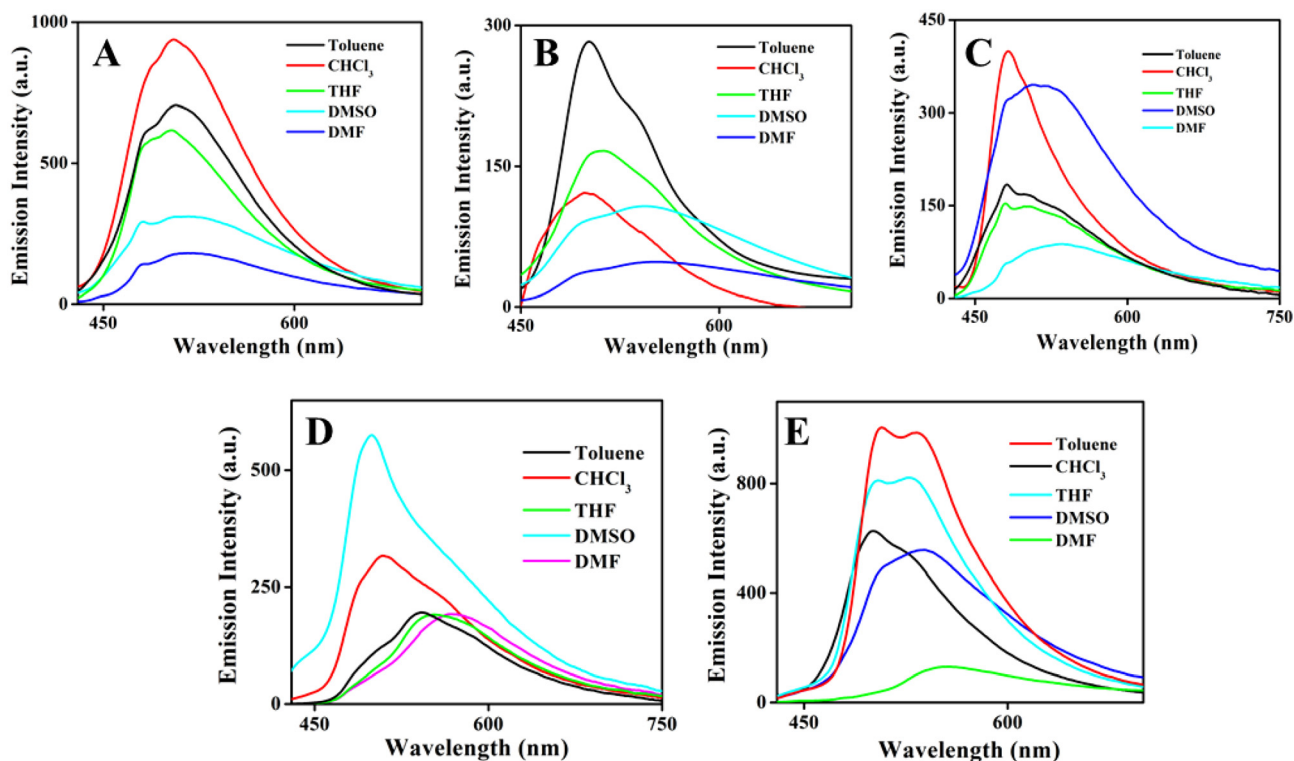 A
Emission Intensity (a.u.)
1000
500
0
450
600
Wavelength (nm)
Toluene
CHCl₃
THF
DMSO
DMF
B
Emission Intensity (a.u.)
300
150
0
450
600
Wavelength (nm)
Toluene
CHCl₃
THF
DMSO
DMF
C
Emission Intensity (a.u.)
450
300
150
0
450
600
750
Wavelength (nm)
Toluene
CHCl₃
THF
DMSO
DMF
D
Emission Intensity (a.u.)
500
250
0
450
600
750
Wavelength (nm)
Toluene
CHCl₃
THF
DMSO
DMF
E
Emission Intensity (a.u.)
800
400
0
450
600
Wavelength (nm)
Toluene
CHCl₃
THF
DMSO
DMF